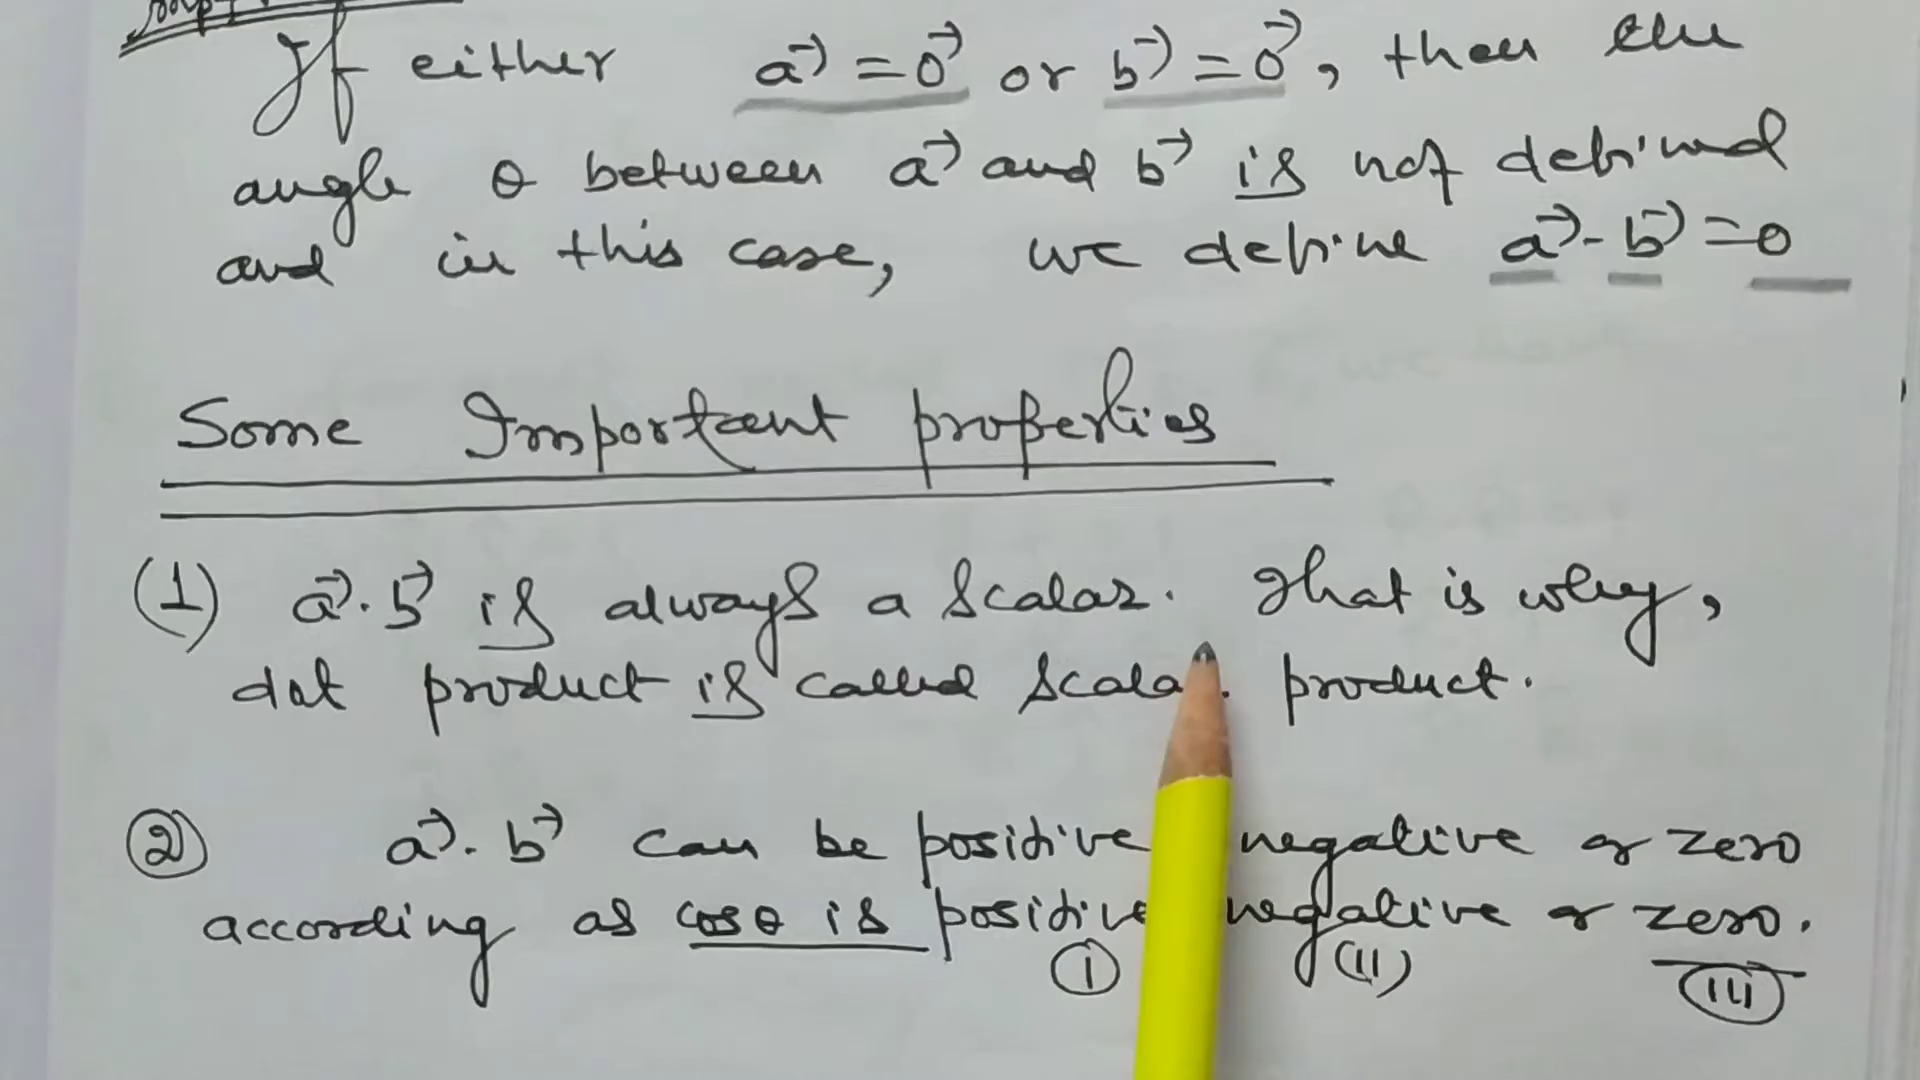 If either a⃗ = 0⃗ or b⃗ = 0⃗, then the
angle θ between a⃗ and b⃗ is not defined
and in this case, we define a⃗ . b⃗ = 0
Some Important properties
(1) a⃗ . b⃗ is always a scalar. That is why,
dot product is called scalar product.
② a⃗ . b⃗ can be positive negative or zero
according as cosθ is positive negative or zero.
(I) (II) (III)